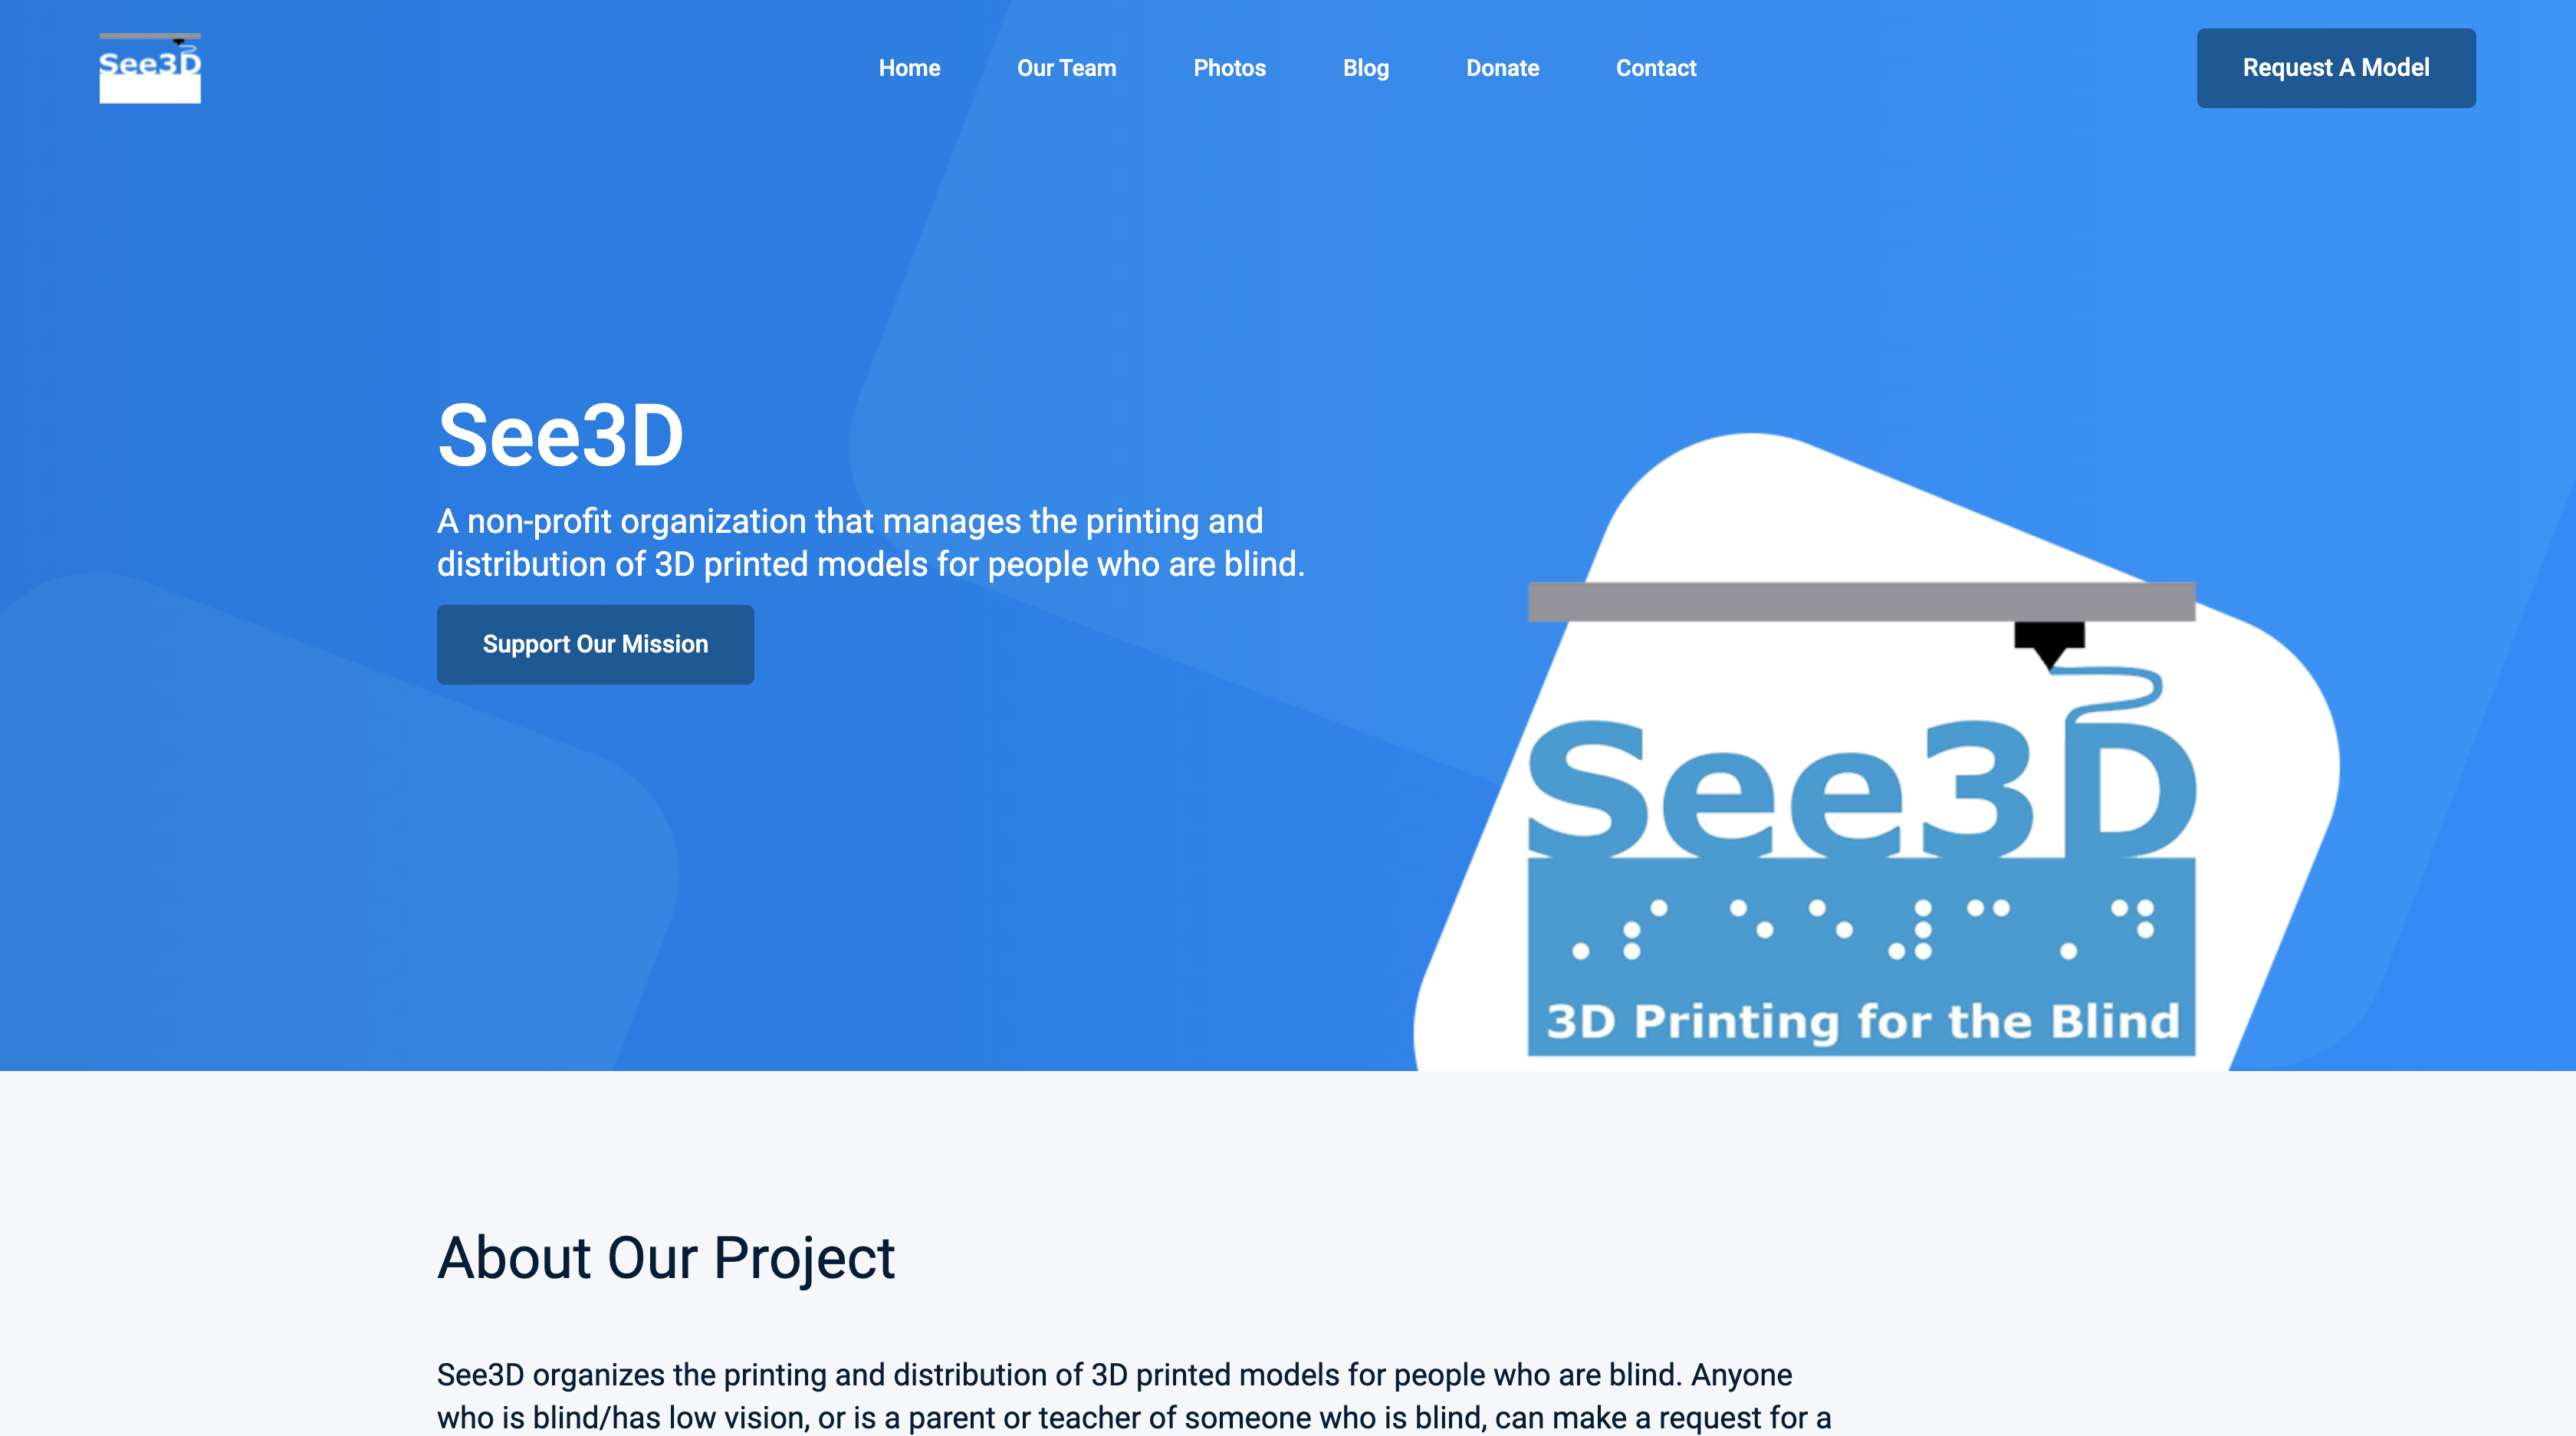 See3D
Home
Our Team
Photos
Blog
Donate
Contact
Request A Model
See3D
A non-profit organization that manages the printing and
distribution of 3D printed models for people who are blind.
Support Our Mission
See3D
⠠⠎⠑⠑⠼⠉⠠⠙
3D Printing for the Blind
About Our Project
See3D organizes the printing and distribution of 3D printed models for people who are blind. Anyone
who is blind/has low vision, or is a parent or teacher of someone who is blind, can make a request for a